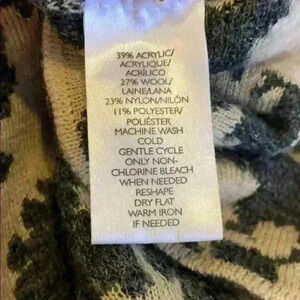 39% ACRYLIC/
ACRYLIQUE/
ACRÍLICO
27% WOOL/
LAINE/LANA
23% NYLON/NILÓN
11% POLYESTER/
POLIÉSTER
MACHINE WASH
COLD
GENTLE CYCLE
ONLY NON-
CHLORINE BLEACH
WHEN NEEDED
RESHAPE
DRY FLAT
WARM IRON
IF NEEDED